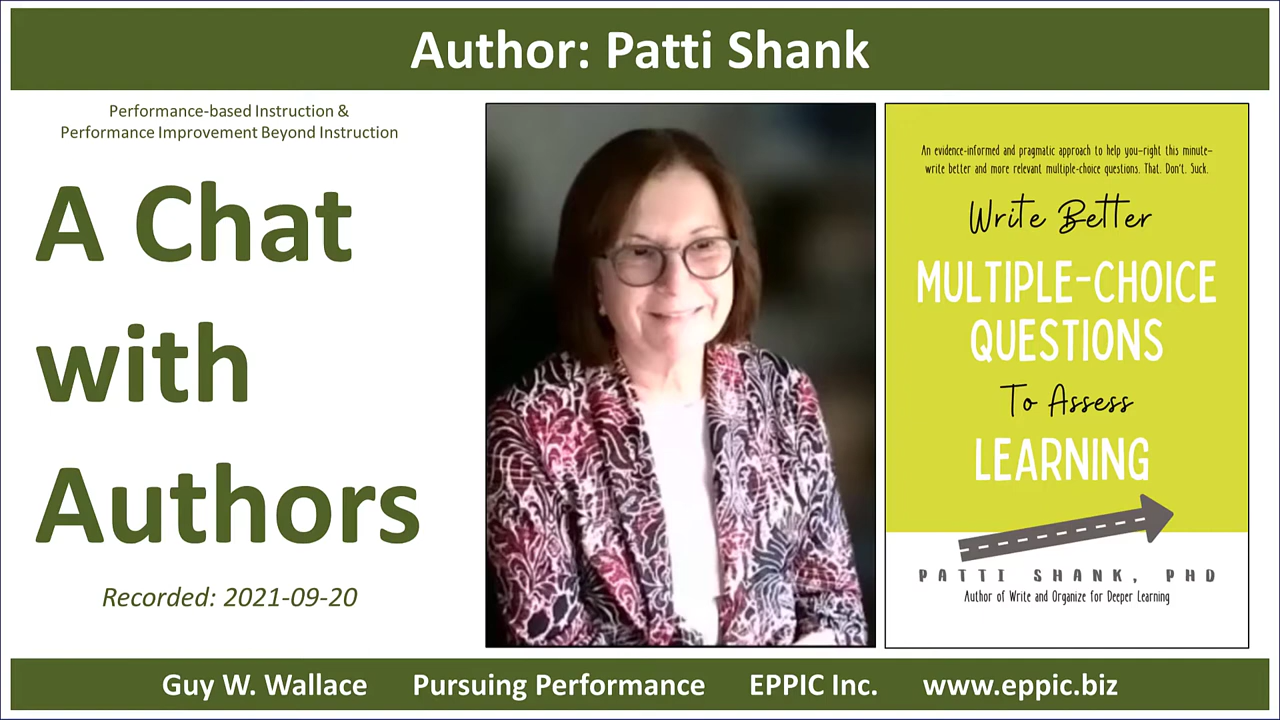 Author: Patti Shank
Performance-based Instruction &
Performance Improvement Beyond Instruction
A Chat
with
Authors
Recorded: 2021-09-20
An evidence-informed and pragmatic approach to help you–right this minute–
write better and more relevant multiple-choice questions. That. Don't. Suck.
Write Better
MULTIPLE-CHOICE
QUESTIONS
To Assess
LEARNING
PATTI SHANK, PHD
Author of Write and Organize for Deeper Learning
Guy W. Wallace Pursuing Performance EPPIC Inc. www.eppic.biz